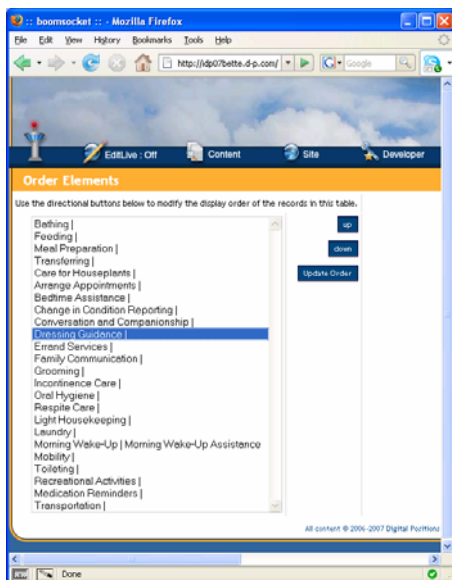 :: boomsocket :: - Mozilla Firefox
File Edit View History Bookmarks Tools Help
http://idp07bette.d-p.com/ Google
EditLive : Off Content Site Developer
Order Elements
Use the directional buttons below to modify the display order of the records in this table.
Bathing |
Feeding |
Meal Preparation |
Transferring |
Care for Houseplants |
Arrange Appointments |
Bedtime Assistance |
Change in Condition Reporting |
Conversation and Companionship |
Dressing Guidance |
Errand Services |
Family Communication |
Grooming |
Incontinence Care |
Oral Hygiene |
Respite Care |
Light Housekeeping |
Laundry |
Morning Wake-Up | Morning Wake-Up Assistance
Mobility |
Toileting |
Recreational Activities |
Medication Reminders |
Transportation |
up
down
Update Order
All content © 2006-2007 Digital Positions
Done